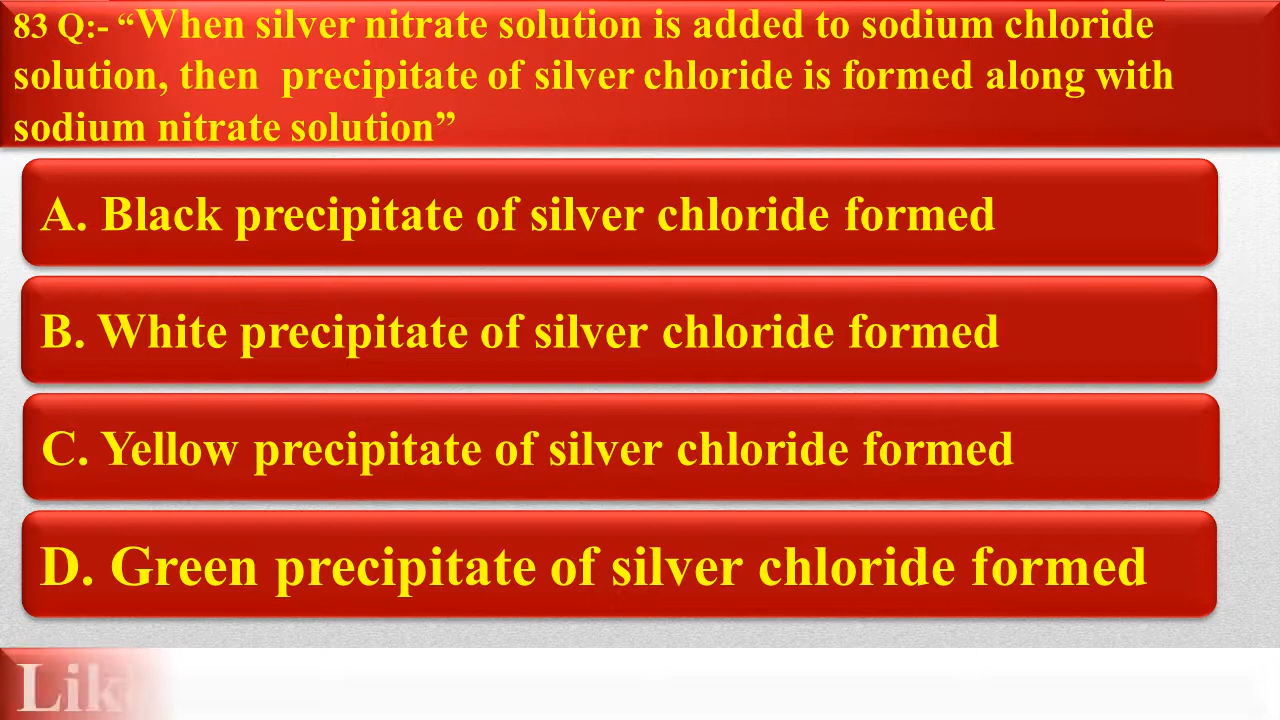 83 Q:- “When silver nitrate solution is added to sodium chloride
solution, then precipitate of silver chloride is formed along with
sodium nitrate solution”
A. Black precipitate of silver chloride formed
B. White precipitate of silver chloride formed
C. Yellow precipitate of silver chloride formed
D. Green precipitate of silver chloride formed
Lik